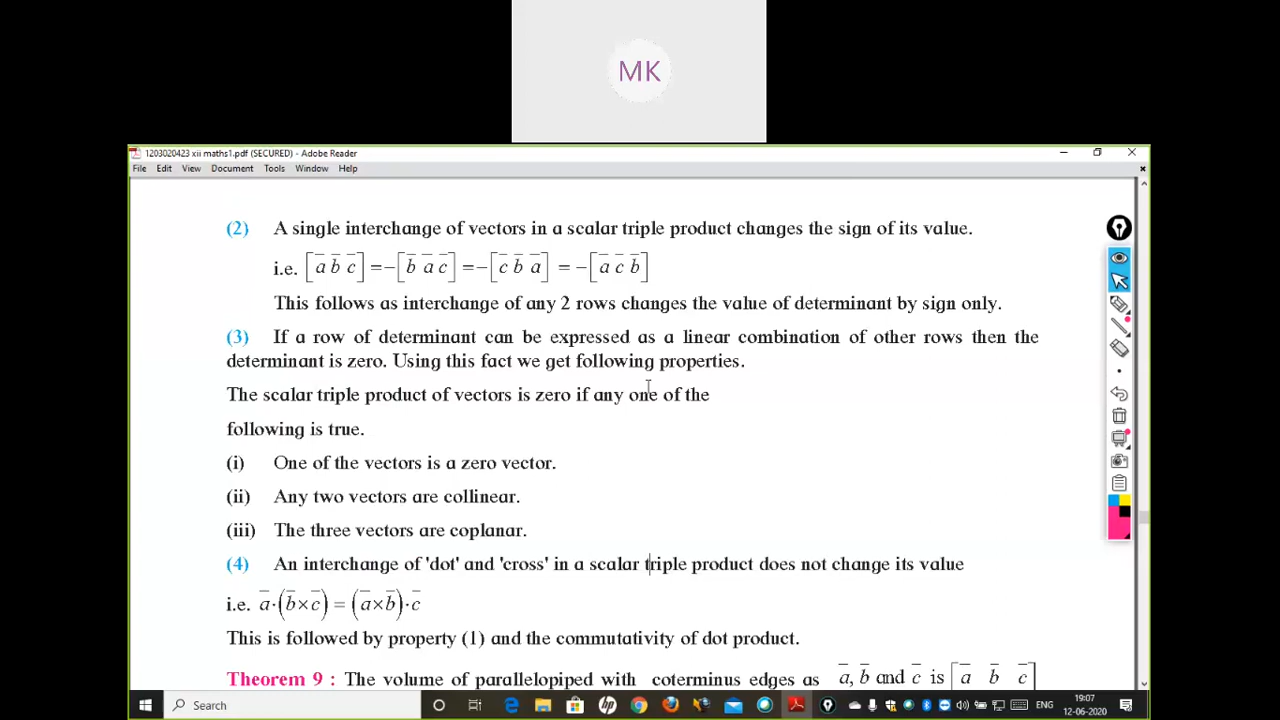 MK
1203020423 xii maths1.pdf (SECURED) - Adobe Reader
File Edit View Document Tools Window Help
(2) A single interchange of vectors in a scalar triple product changes the sign of its value.
i.e. [a̅ b̅ c̅] =−[b̅ a̅ c̅] =−[c̅ b̅ a̅] = −[a̅ c̅ b̅]
This follows as interchange of any 2 rows changes the value of determinant by sign only.
(3) If a row of determinant can be expressed as a linear combination of other rows then the
determinant is zero. Using this fact we get following properties.
The scalar triple product of vectors is zero if any one of the
following is true.
(i) One of the vectors is a zero vector.
(ii) Any two vectors are collinear.
(iii) The three vectors are coplanar.
(4) An interchange of 'dot' and 'cross' in a scalar triple product does not change its value
i.e. a̅·(b̅×c̅) = (a̅×b̅)·c̅
This is followed by property (1) and the commutativity of dot product.
Theorem 9 : The volume of parallelopiped with coterminus edges as a̅, b̅ and c̅ is [a̅ b̅ c̅]
Search
hp
ENG
19:07
12-06-2020